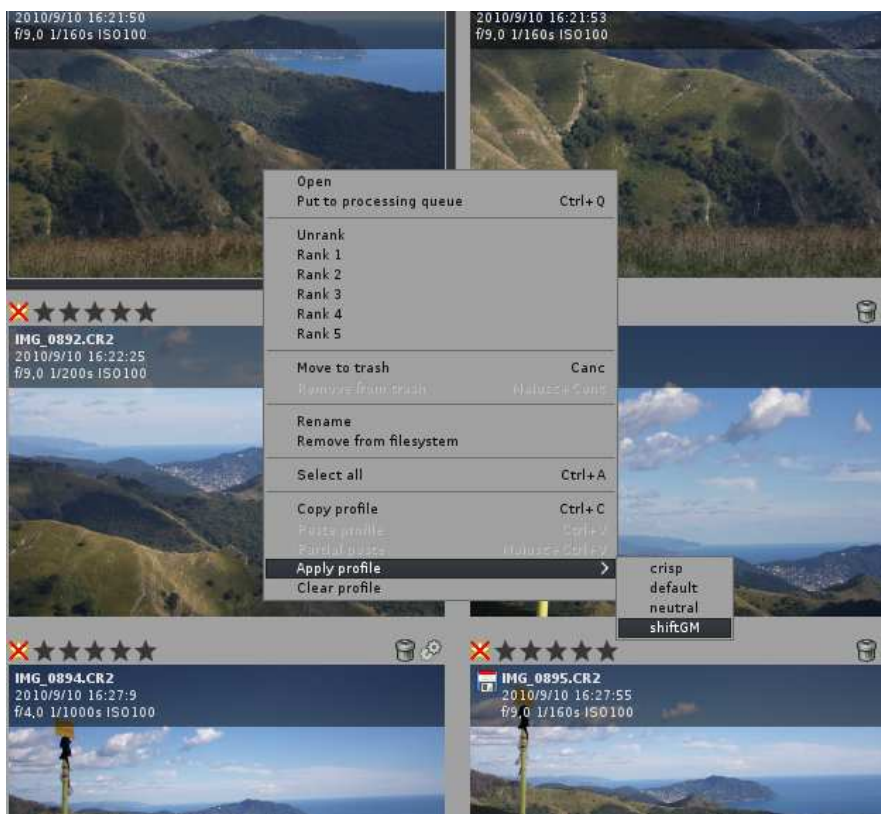 2010/9/10 16:21:50
f/9,0 1/160s ISO100
2010/9/10 16:21:53
f/9,0 1/160s ISO100
Open
Put to processing queue Ctrl+Q
Unrank
Rank 1
Rank 2
Rank 3
Rank 4
Rank 5
Move to trash Canc
Remove from trash Maiusc+Canc
Rename
Remove from filesystem
Select all Ctrl+A
Copy profile Ctrl+C
Paste profile Ctrl+V
Partial paste Maiusc+Ctrl+V
Apply profile
Clear profile
crisp
default
neutral
shiftGM
IMG_0892.CR2
2010/9/10 16:22:25
f/9,0 1/200s ISO100
IMG_0894.CR2
2010/9/10 16:27:9
f/4,0 1/1000s ISO100
IMG_0895.CR2
2010/9/10 16:27:55
f/9,0 1/160s ISO100